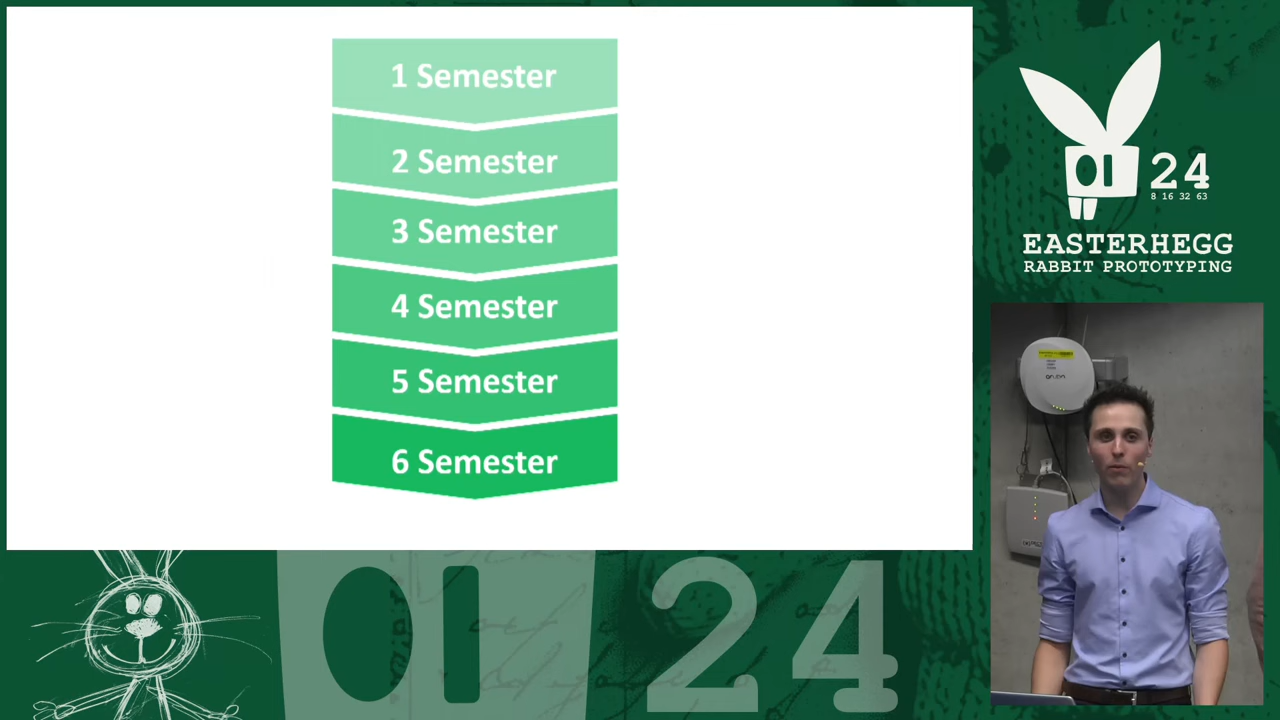 1 Semester
2 Semester
3 Semester
4 Semester
5 Semester
6 Semester
24
8 16 32 63
EASTERHEGG
RABBIT PROTOTYPING
24